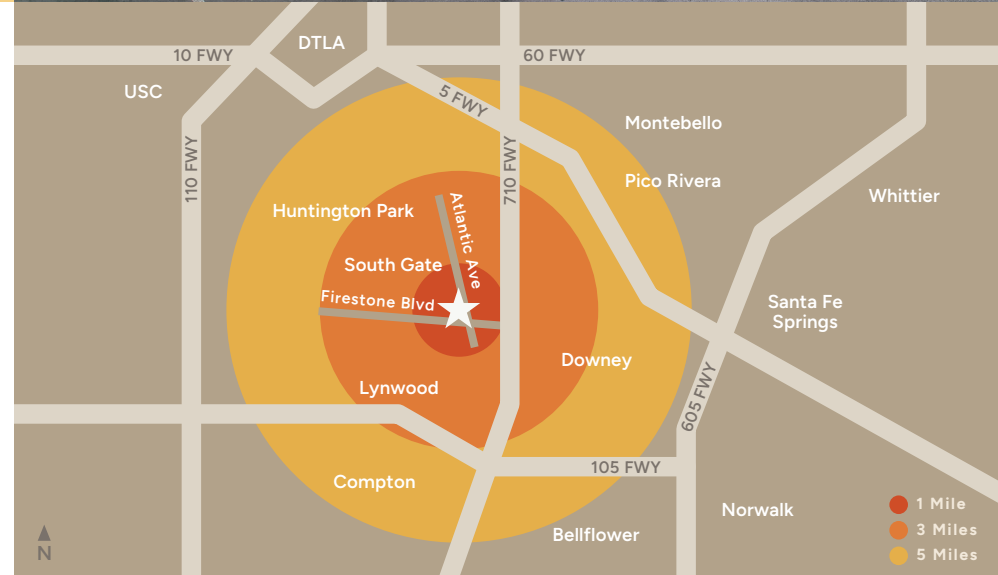 DTLA
10 FWY
60 FWY
USC
5 FWY
Montebello
110 FWY
710 FWY
Pico Rivera
Whittier
Huntington Park
Atlantic Ave
South Gate
Firestone Blvd
Santa Fe
Springs
Downey
Lynwood
605 FWY
105 FWY
Compton
Norwalk
Bellflower
N
1 Mile
3 Miles
5 Miles